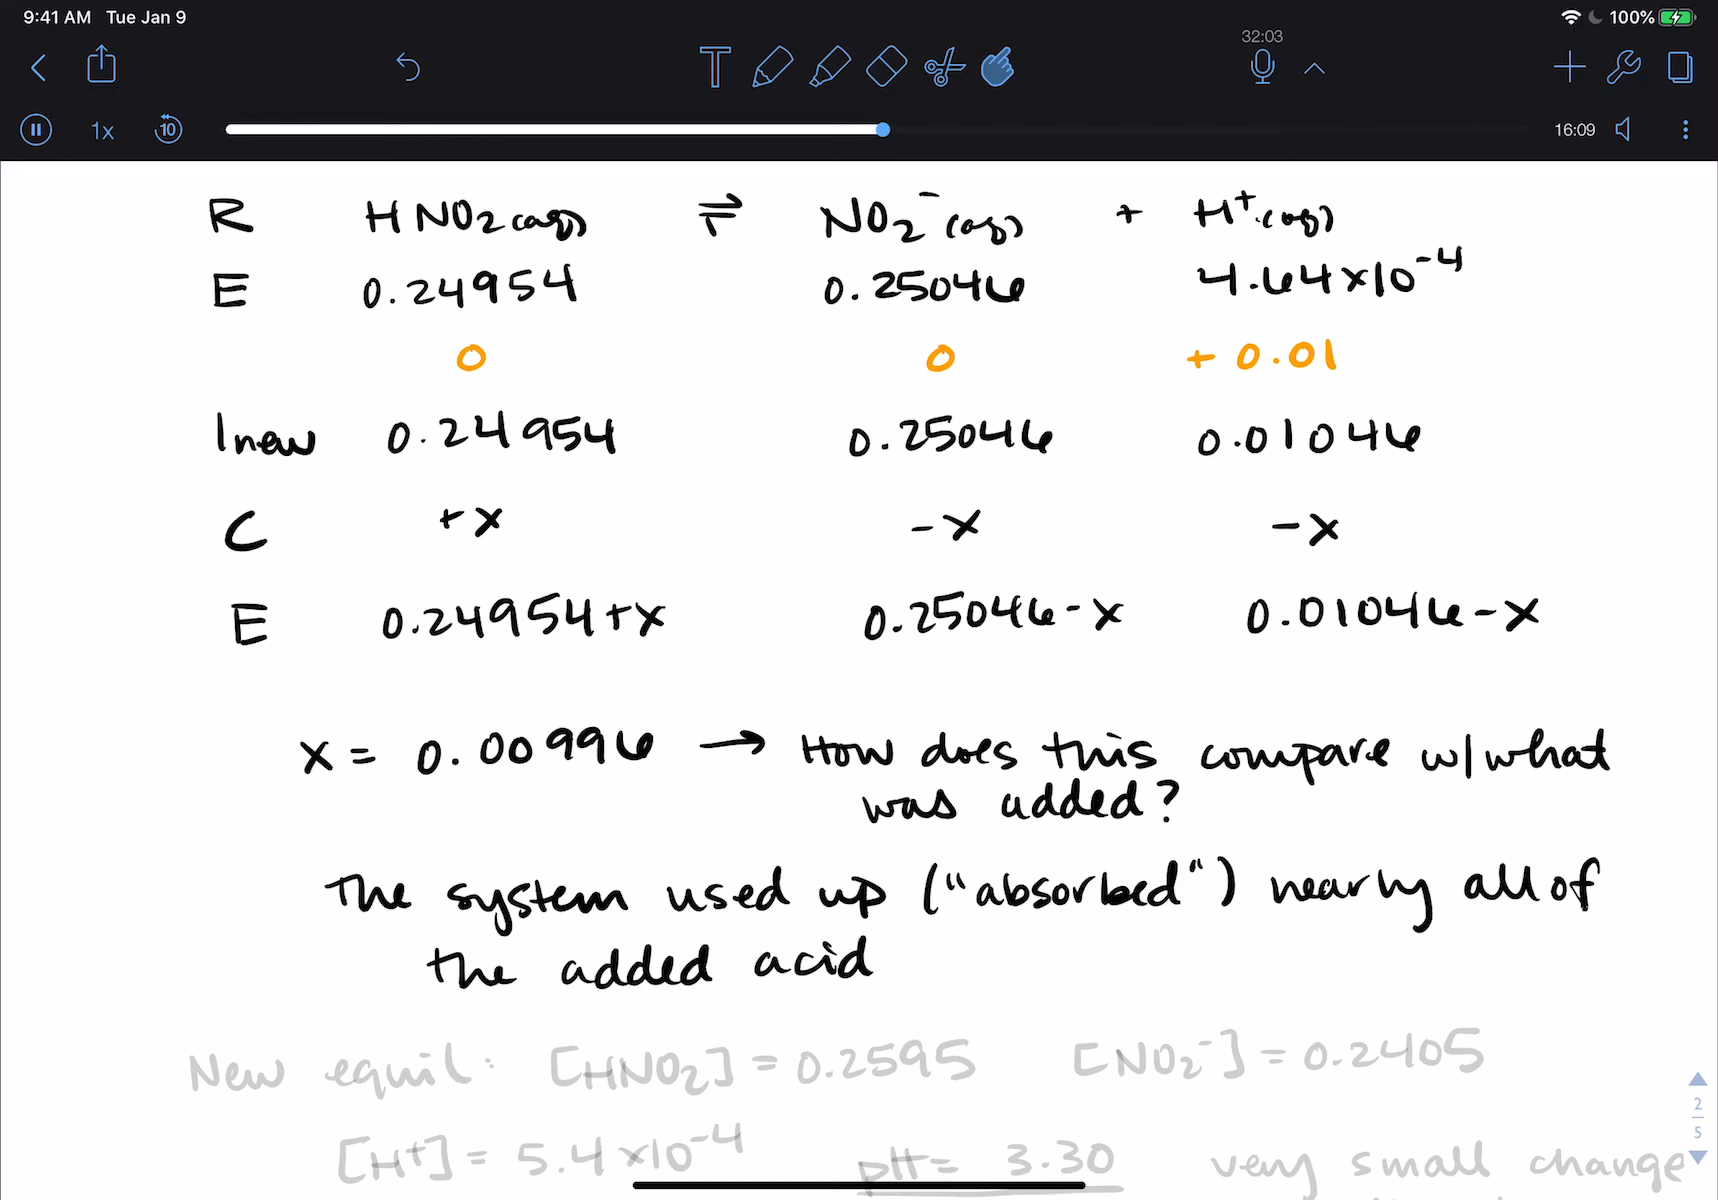 9:41 AM Tue Jan 9
100%
32:03
T
1x
10
16:09
R HNO₂(aq) ⇌ NO₂⁻(aq) + H⁺(aq)
E 0.24954 0.25046 4.64×10⁻⁴
0 0 + 0.01
Inew 0.24954 0.25046 0.01046
C +x -x -x
E 0.24954+x 0.25046-x 0.01046-x
x = 0.00996 → How does this compare w/what
was added?
The system used up ("absorbed") nearly all of
the added acid
New equil: [HNO₂] = 0.2595 [NO₂⁻] = 0.2405
[H⁺] = 5.4×10⁻⁴ pH = 3.30 very small change
2
5